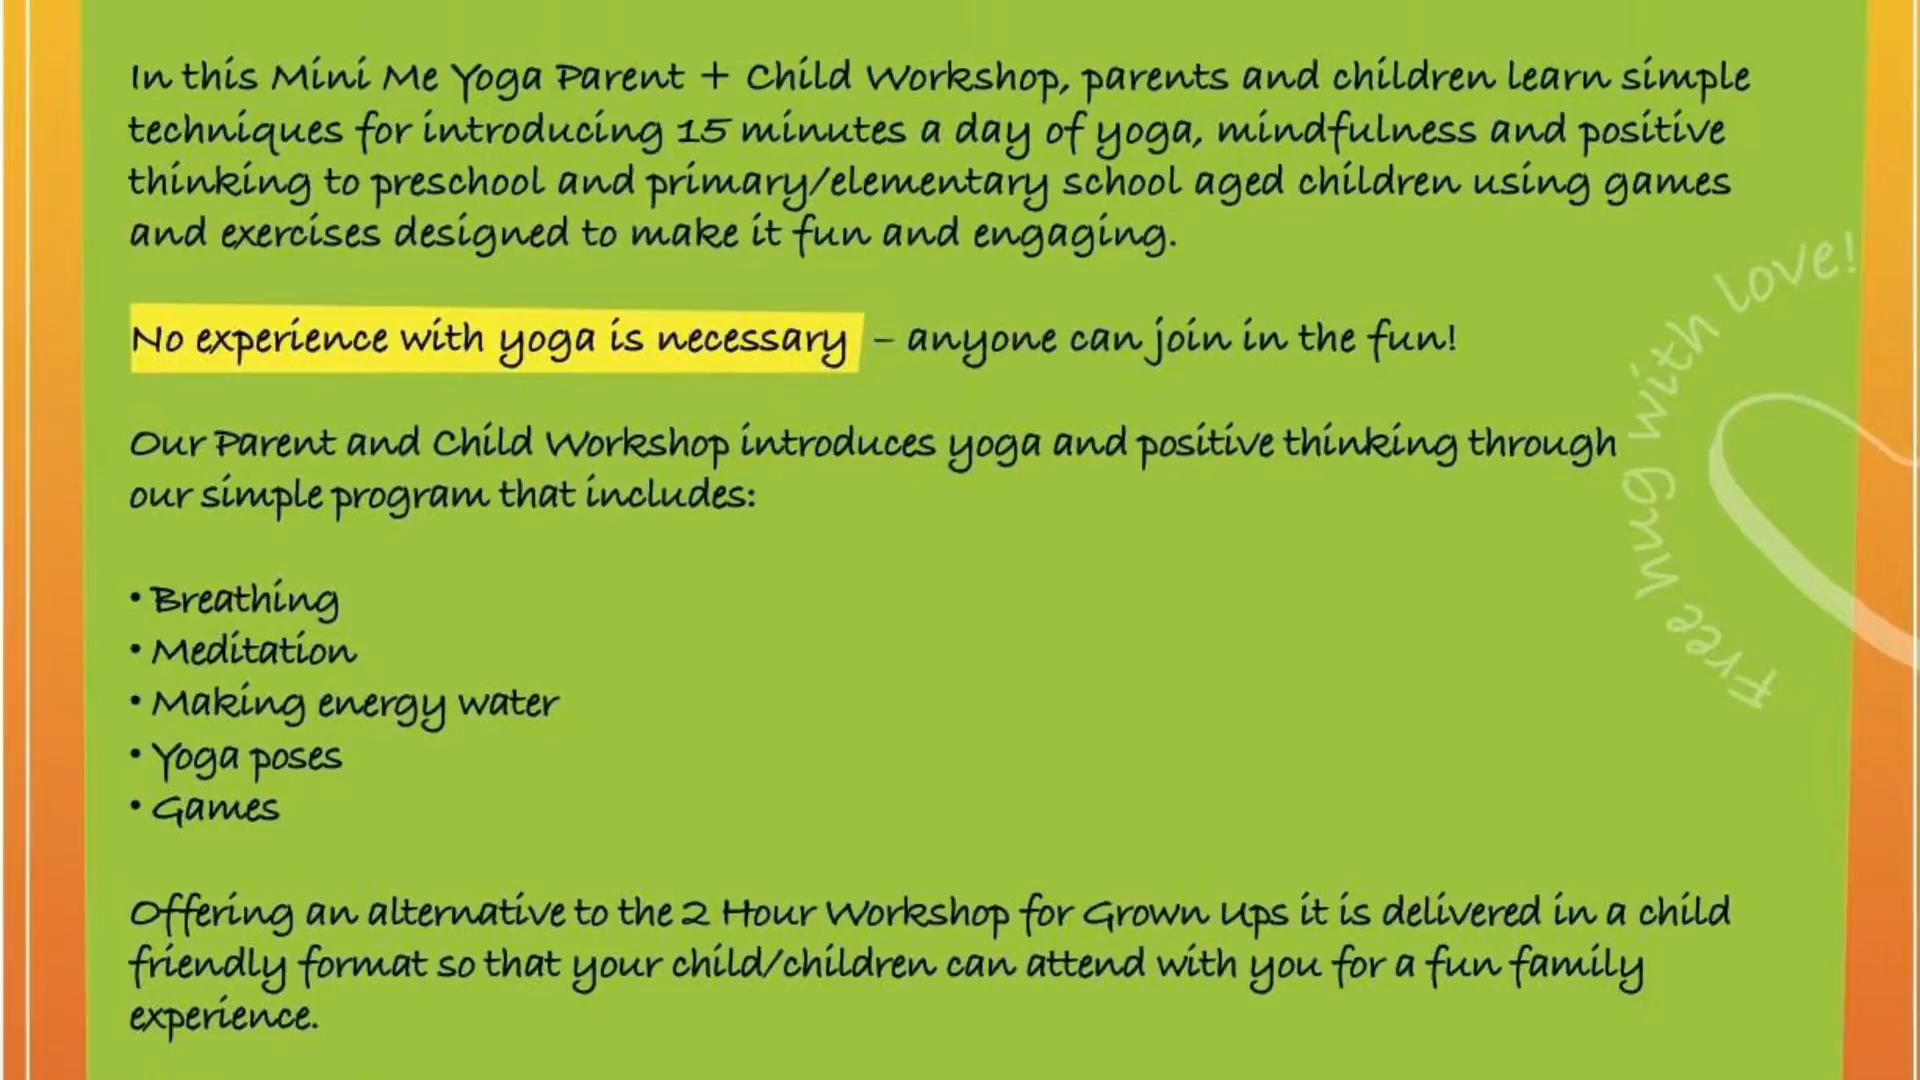 In this Mini Me Yoga Parent + Child Workshop, parents and children learn simple
techniques for introducing 15 minutes a day of yoga, mindfulness and positive
thinking to preschool and primary/elementary school aged children using games
and exercises designed to make it fun and engaging.
No experience with yoga is necessary – anyone can join in the fun!
Our Parent and Child Workshop introduces yoga and positive thinking through
our simple program that includes:
• Breathing
• Meditation
• Making energy water
• Yoga poses
• Games
Offering an alternative to the 2 Hour Workshop for Grown Ups it is delivered in a child
friendly format so that your child/children can attend with you for a fun family
experience.
Free hug with love!